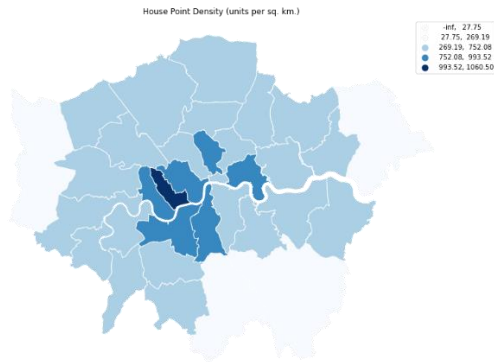 House Point Density (units per sq. km.)
-inf, 27.75
27.75, 269.19
269.19, 752.08
752.08, 993.52
993.52, 1060.50